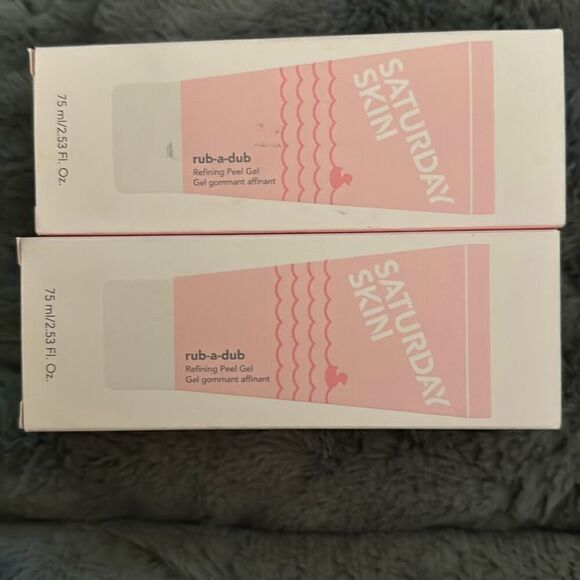 75 ml/2.53 Fl. Oz.
rub-a-dub
Refining Peel Gel
Gel gommant affinant
SATURDAY
SKIN
75 ml/2.53 Fl. Oz.
rub-a-dub
Refining Peel Gel
Gel gommant affinant
SATURDAY
SKIN